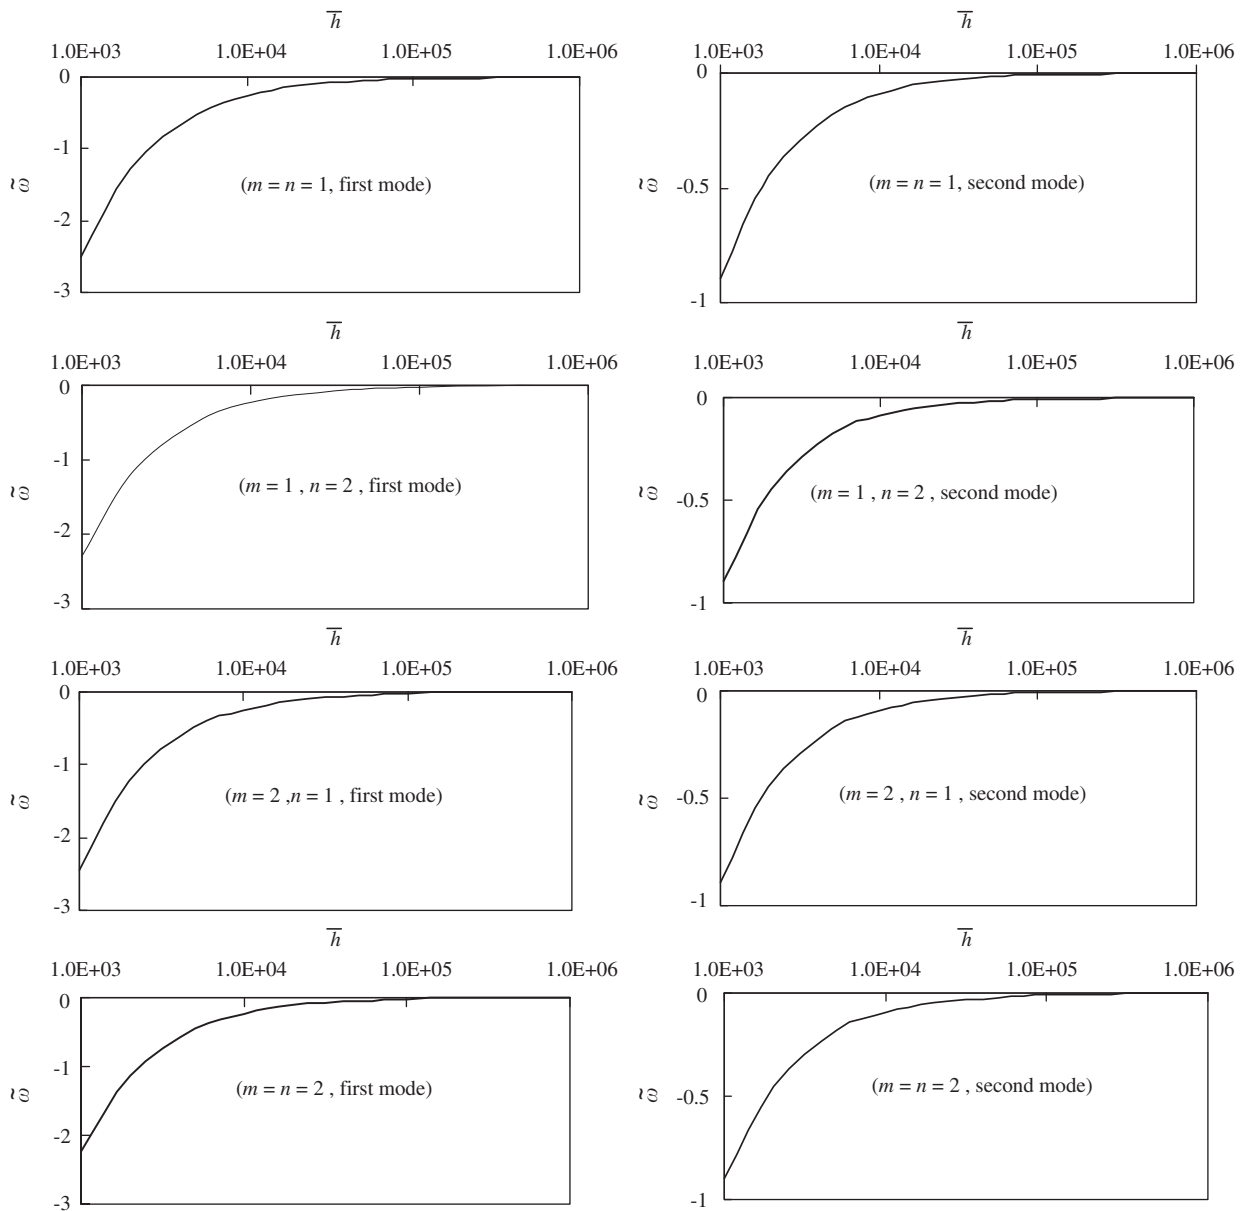 h
1.0E+03 1.0E+04 1.0E+05 1.0E+06
0
-1
-2
-3
ω̃
(m = n = 1, first mode)
h
1.0E+03 1.0E+04 1.0E+05 1.0E+06
0
-0.5
-1
ω̃
(m = n = 1, second mode)
h
1.0E+03 1.0E+04 1.0E+05 1.0E+06
0
-1
-2
-3
ω̃
(m = 1 , n = 2 , first mode)
h
1.0E+03 1.0E+04 1.0E+05 1.0E+06
0
-0.5
-1
ω̃
(m = 1 , n = 2 , second mode)
h
1.0E+03 1.0E+04 1.0E+05 1.0E+06
0
-1
-2
-3
ω̃
(m = 2 ,n = 1 , first mode)
h
1.0E+03 1.0E+04 1.0E+05 1.0E+06
0
-0.5
-1
ω̃
(m = 2 , n = 1 , second mode)
h
1.0E+03 1.0E+04 1.0E+05 1.0E+06
0
-1
-2
-3
ω̃
(m = n = 2 , first mode)
h
1.0E+03 1.0E+04 1.0E+05 1.0E+06
0
-0.5
-1
ω̃
(m = n = 2 , second mode)